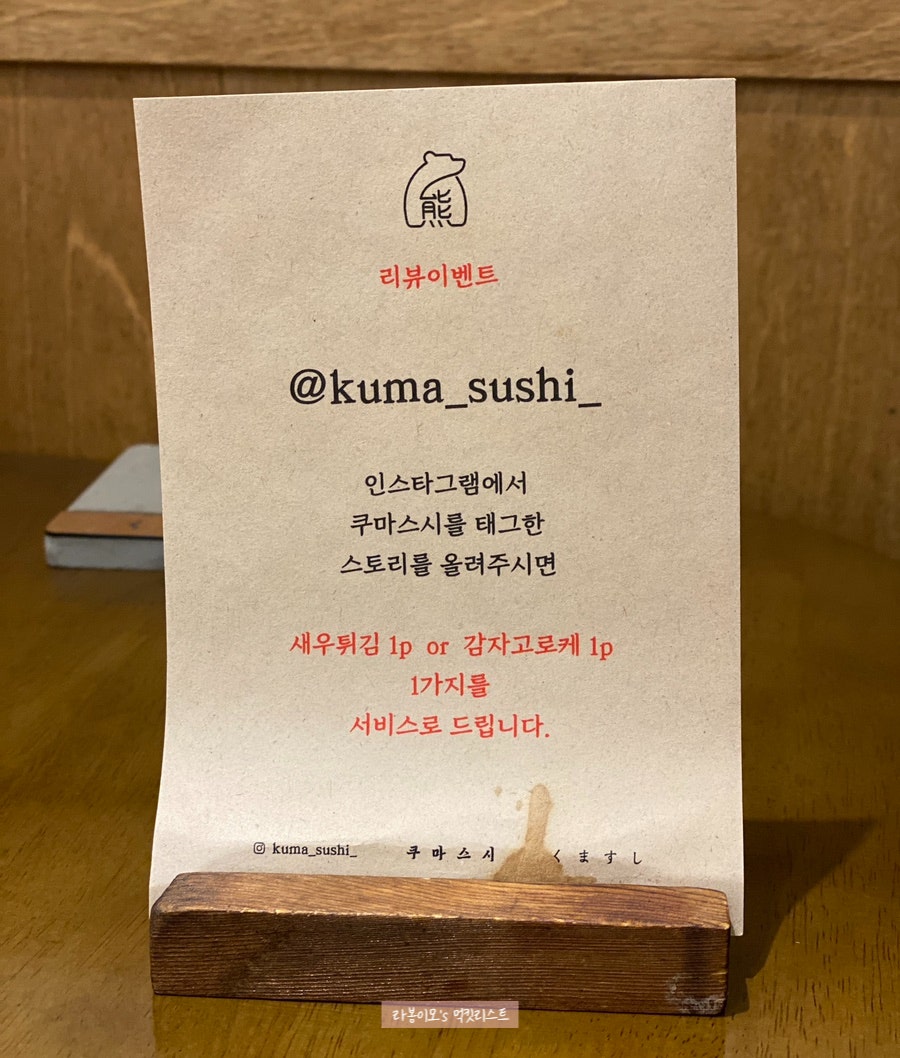 熊
리뷰이벤트
@kuma_sushi_
인스타그램에서
쿠마스시를 태그한
스토리를 올려주시면
새우튀김 1p or 감자고로케 1p
1가지를
서비스로 드립니다.
kuma_sushi_ 쿠마스시 くますし
라봉이모's 먹킷리스트